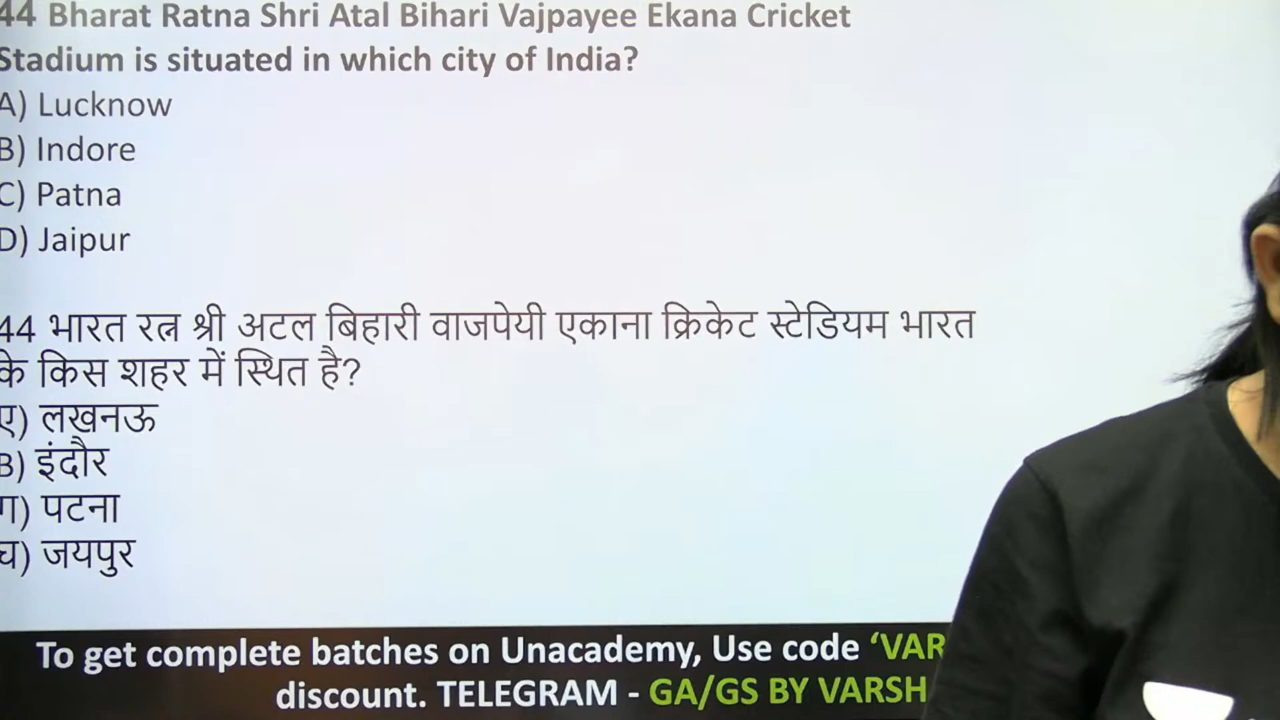 44 Bharat Ratna Shri Atal Bihari Vajpayee Ekana Cricket
Stadium is situated in which city of India?
A) Lucknow
B) Indore
C) Patna
D) Jaipur
44 भारत रत्न श्री अटल बिहारी वाजपेयी एकाना क्रिकेट स्टेडियम भारत
के किस शहर में स्थित है?
ए) लखनऊ
B) इंदौर
ग) पटना
च) जयपुर
To get complete batches on Unacademy, Use code ‘VAR
discount. TELEGRAM - GA/GS BY VARSH